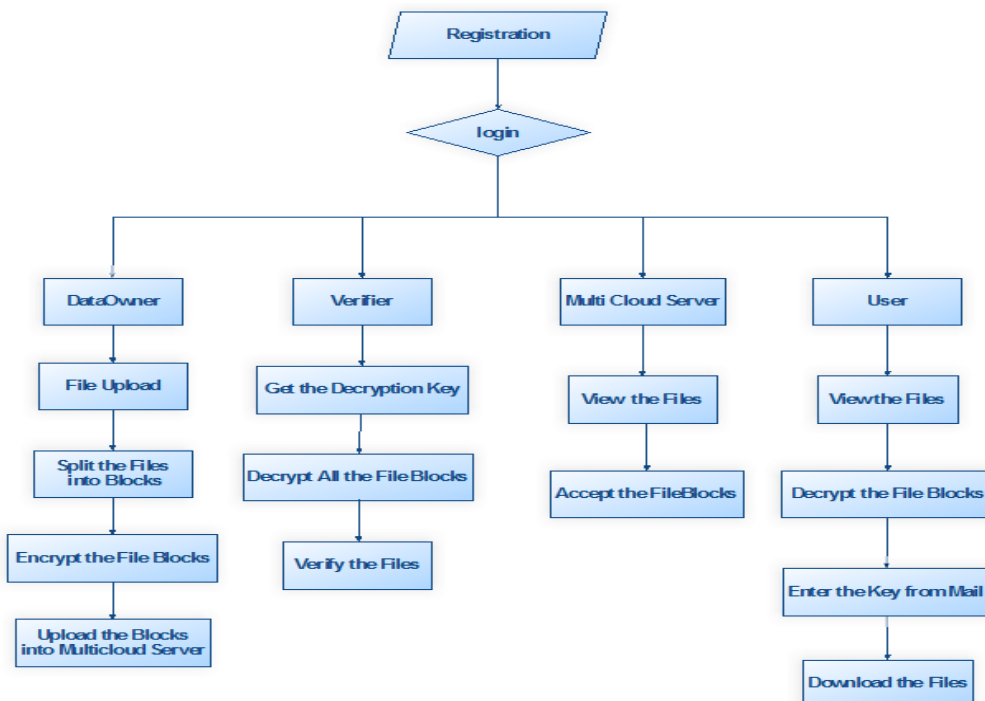 Registration
login
DataOwner
File Upload
Split the Files
into Blocks
Encrypt the File Blocks
Upload the Blocks
into Multicloud Server
Verifier
Get the Decryption Key
Decrypt All the File Blocks
Verify the Files
Multi Cloud Server
View the Files
Accept the FileBlocks
User
View the Files
Decrypt the File Blocks
Enter the Key from Mail
Download the Files